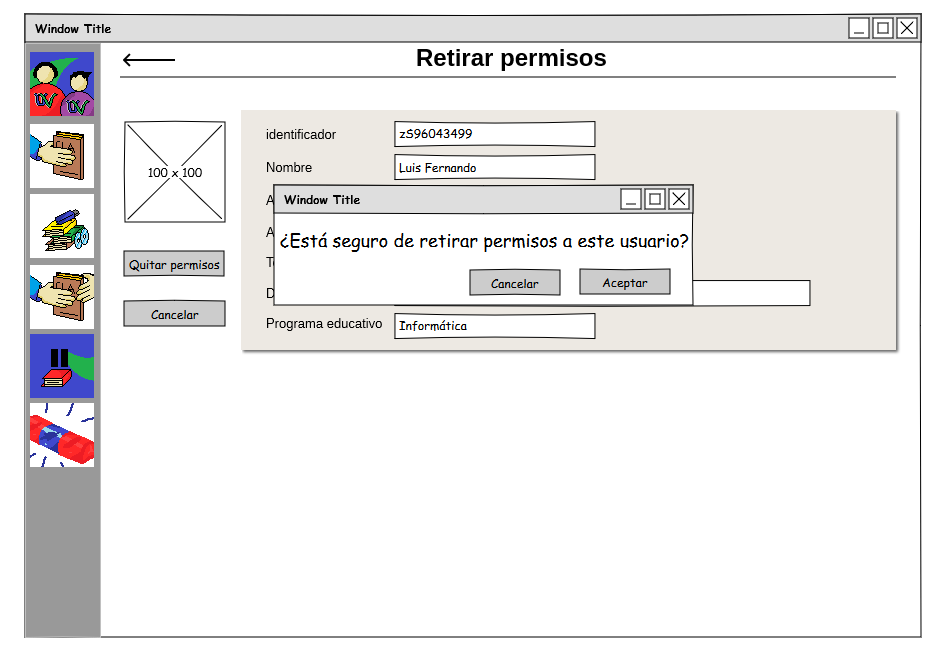 Window Title
Retirar permisos
100 x 100
Quitar permisos
Cancelar
identificador
zS96043499
Nombre
Luis Fernando
A
A
T
D
Programa educativo
Informática
Window Title
¿Está seguro de retirar permisos a este usuario?
Cancelar
Aceptar